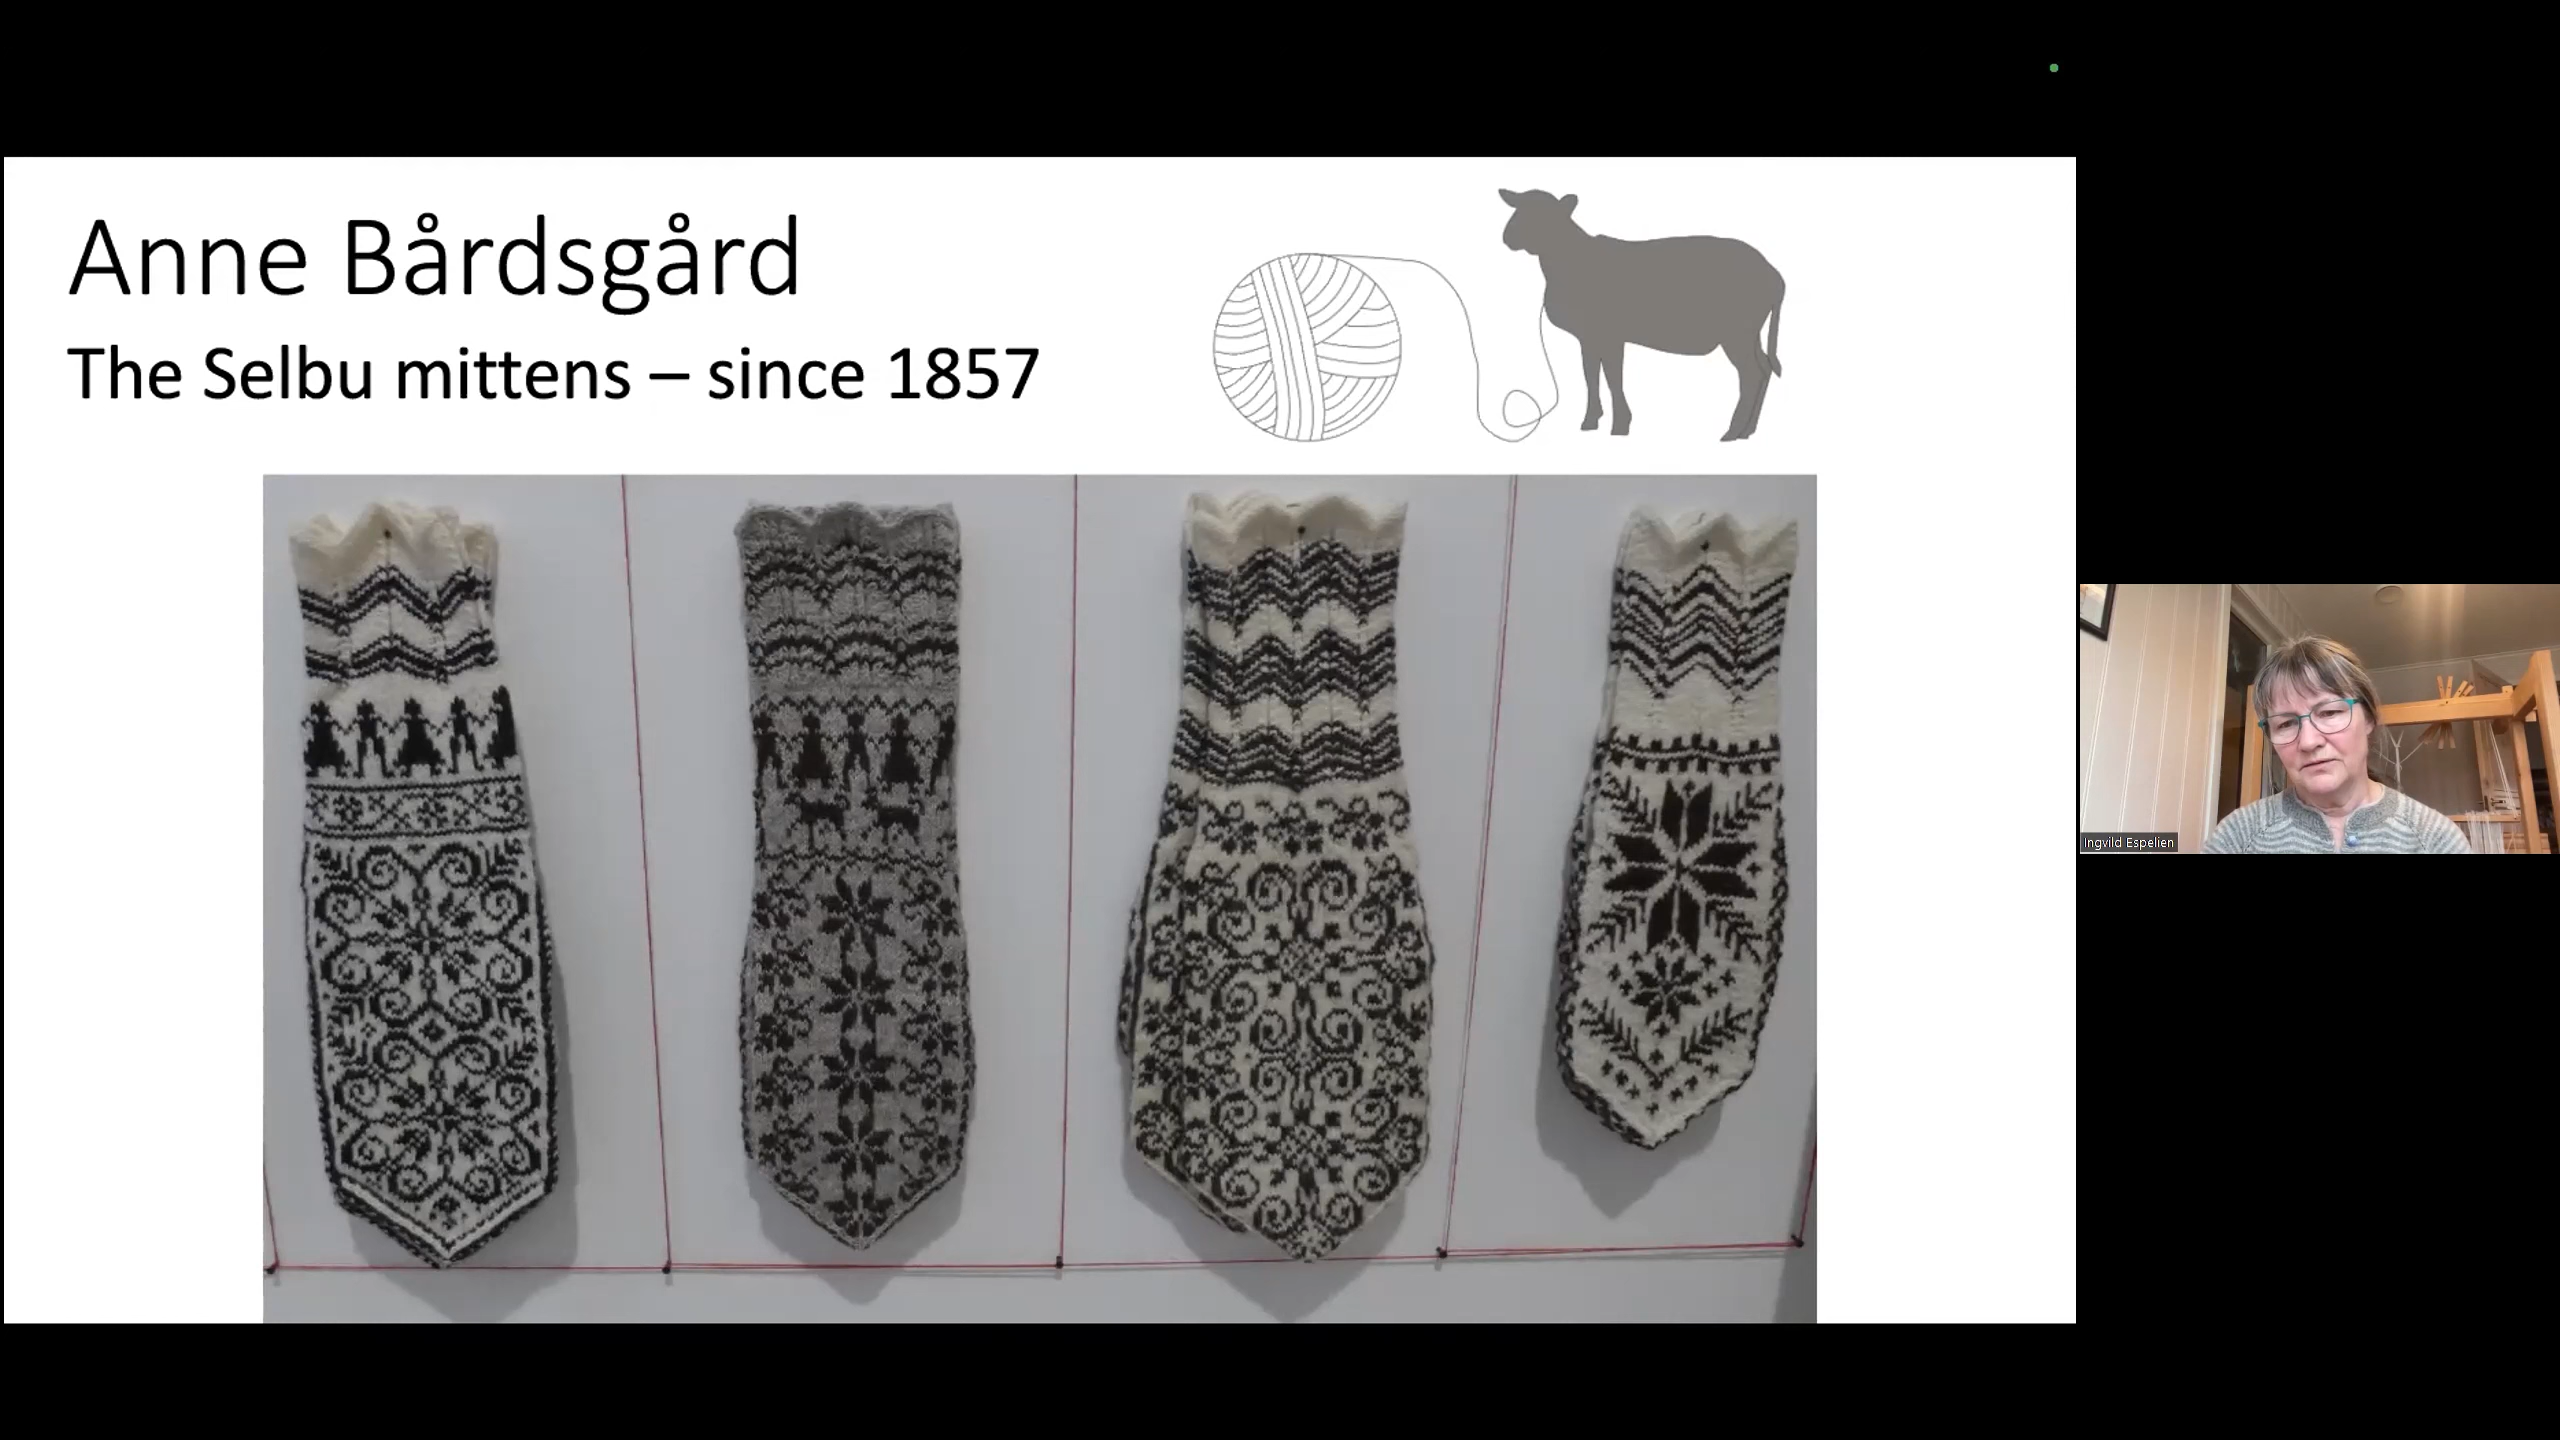 Anne Bårdsgård
The Selbu mittens – since 1857
Ingvild Espelien